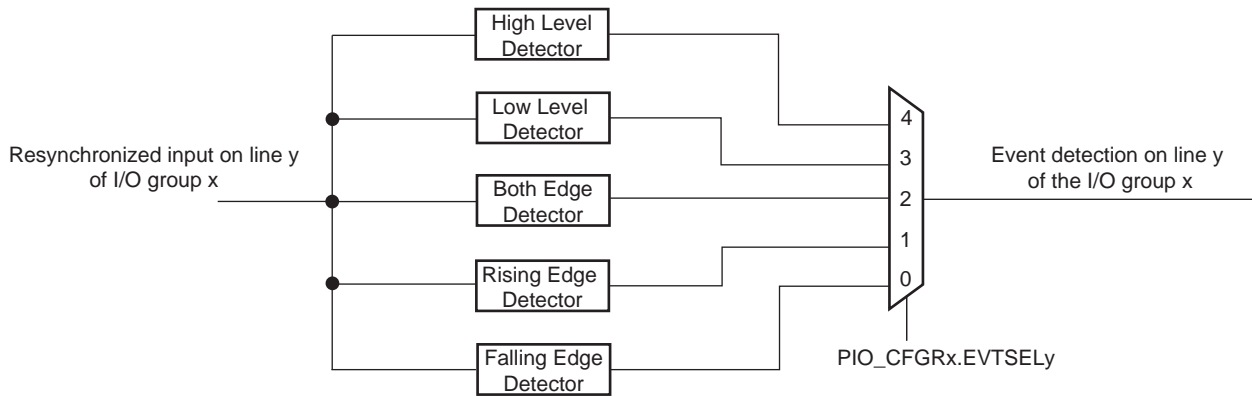 High Level
Detector
Low Level
Detector
Resynchronized input on line y
of I/O group x
Both Edge
Detector
Rising Edge
Detector
Falling Edge
Detector
4
3
2
1
0
Event detection on line y
of the I/O group x
PIO_CFGRx.EVTSELy